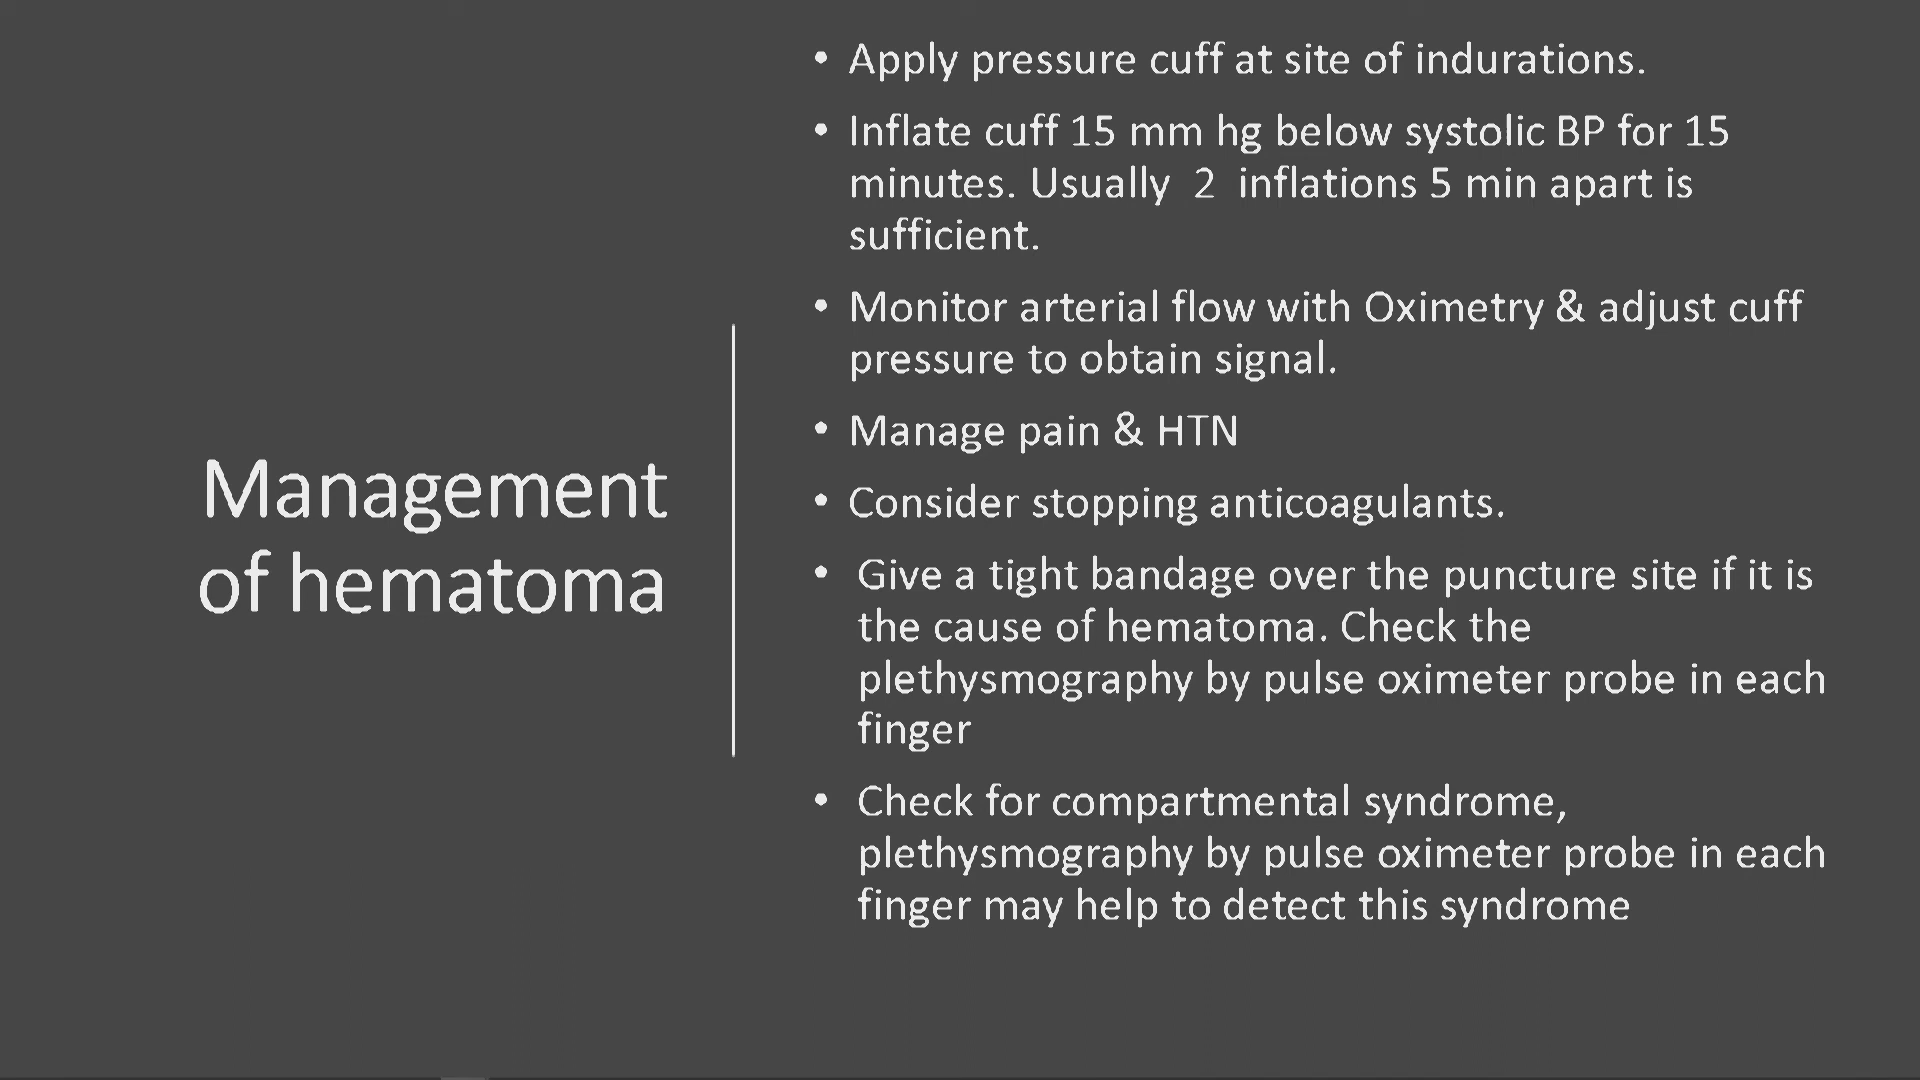 Management
of hematoma
• Apply pressure cuff at site of indurations.
• Inflate cuff 15 mm hg below systolic BP for 15
minutes. Usually 2 inflations 5 min apart is
sufficient.
• Monitor arterial flow with Oximetry & adjust cuff
pressure to obtain signal.
• Manage pain & HTN
• Consider stopping anticoagulants.
• Give a tight bandage over the puncture site if it is
the cause of hematoma. Check the
plethysmography by pulse oximeter probe in each
finger
• Check for compartmental syndrome,
plethysmography by pulse oximeter probe in each
finger may help to detect this syndrome